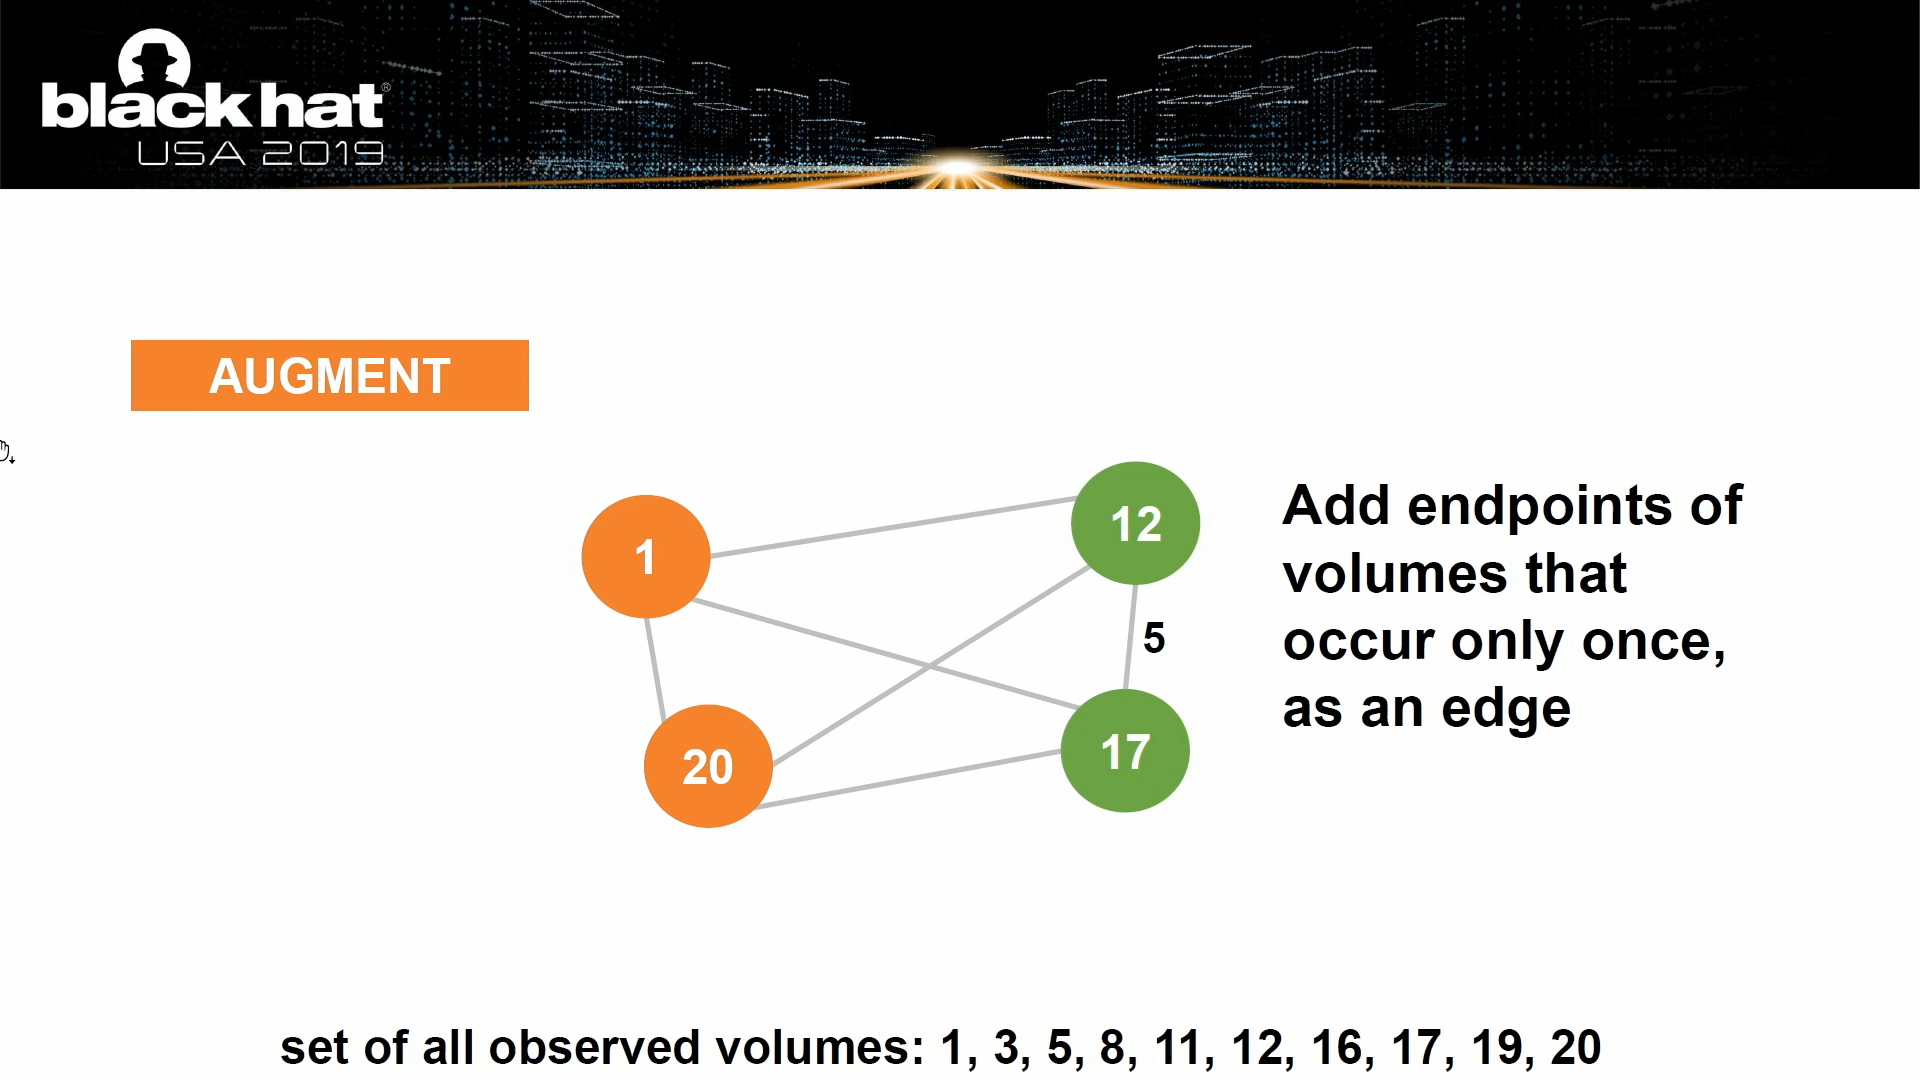 black hat®
USA 2019
AUGMENT
1
12
Add endpoints of
volumes that
occur only once,
as an edge
5
20
17
set of all observed volumes: 1, 3, 5, 8, 11, 12, 16, 17, 19, 20